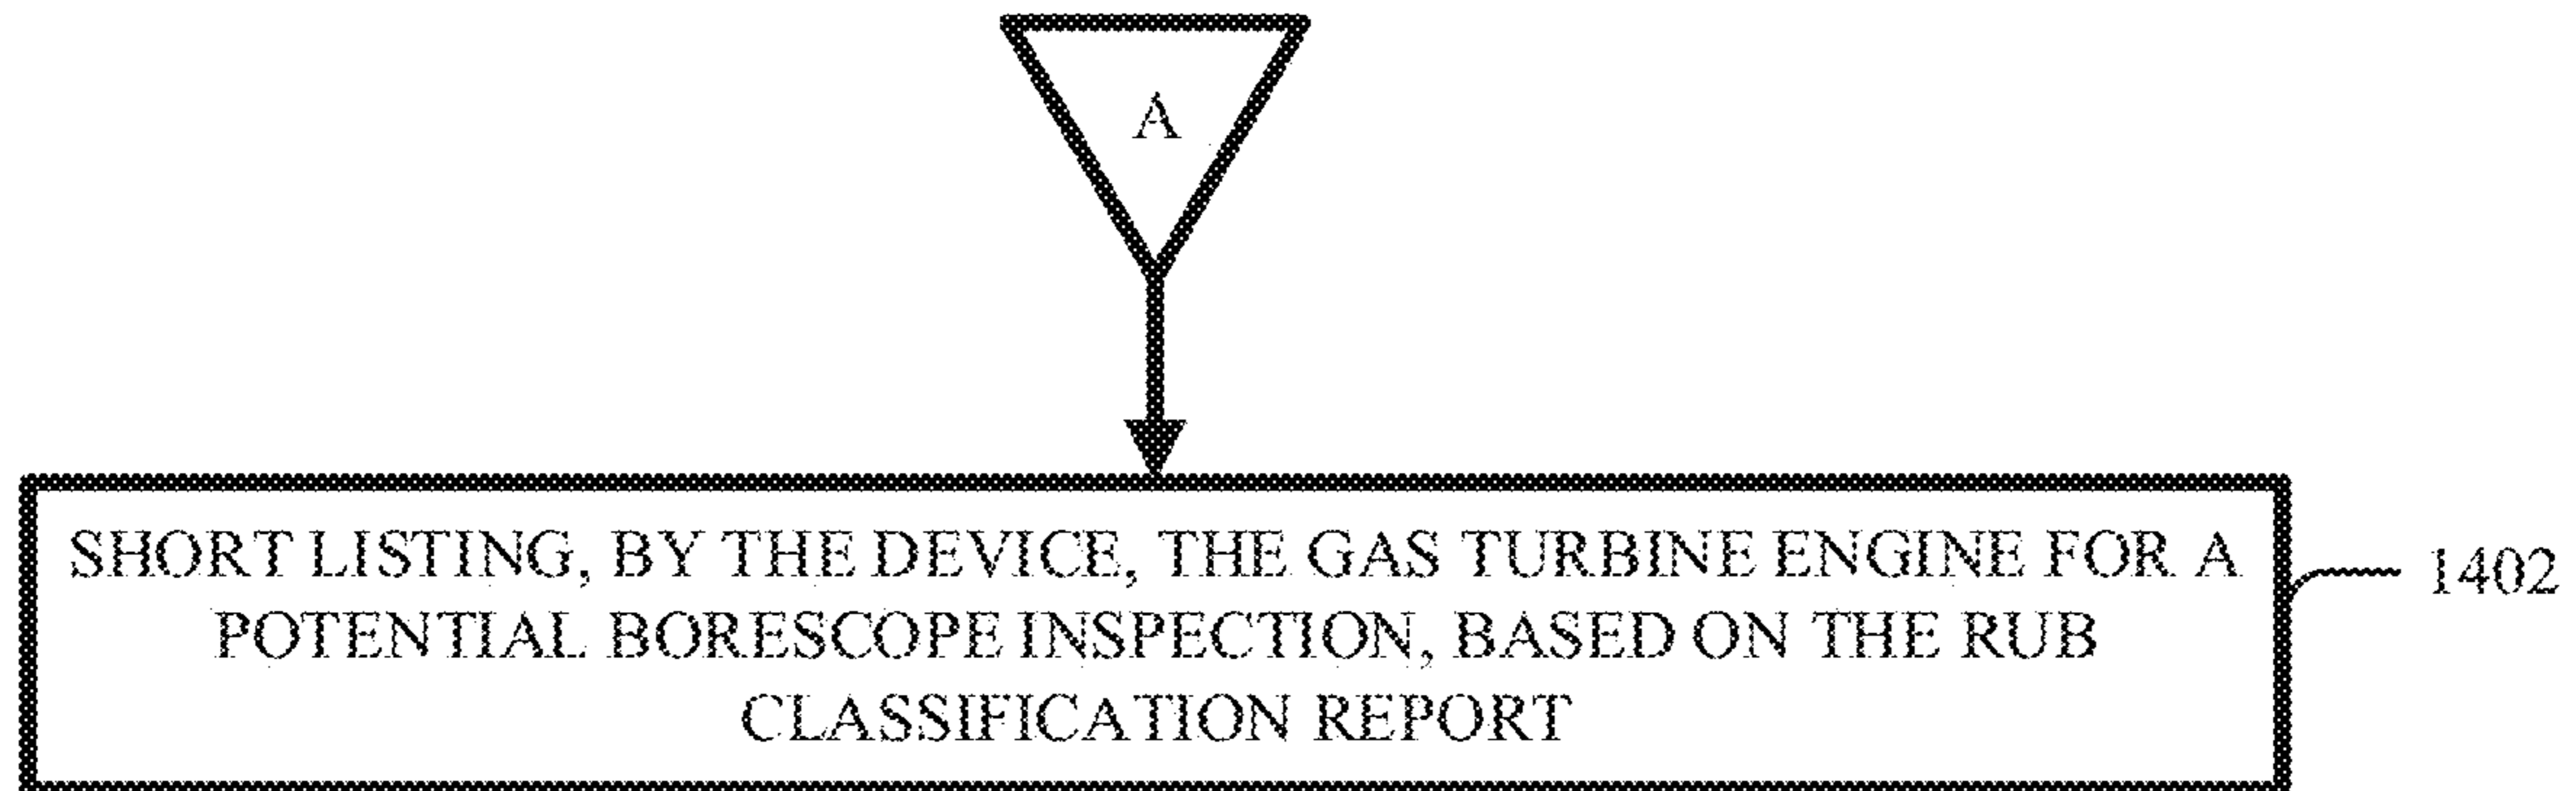 A
SHORT LISTING, BY THE DEVICE, THE GAS TURBINE ENGINE FOR A
POTENTIAL BORESCOPE INSPECTION, BASED ON THE RUB
CLASSIFICATION REPORT
1402